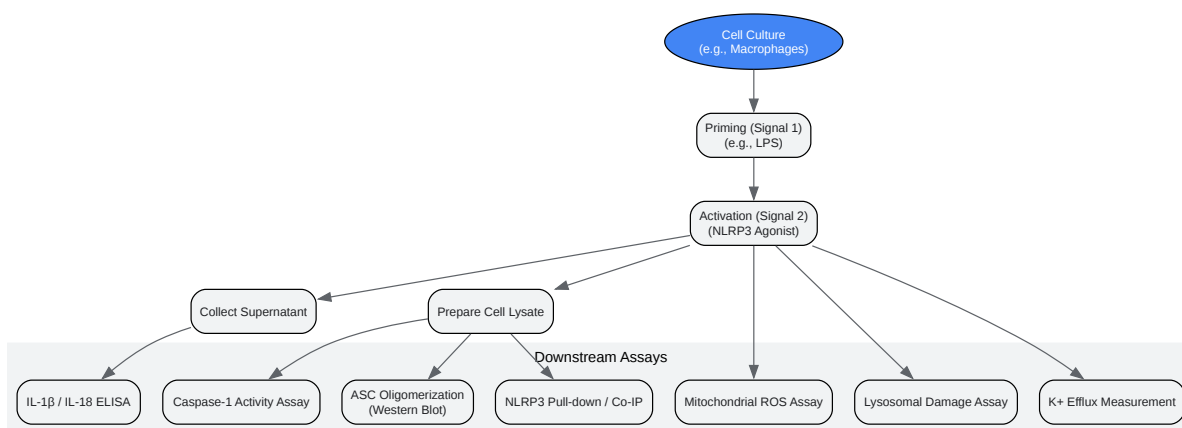 Cell Culture
(e.g., Macrophages)
Priming (Signal 1)
(e.g., LPS)
Activation (Signal 2)
(NLRP3 Agonist)
Collect Supernatant
Prepare Cell Lysate
Downstream Assays
IL-1β / IL-18 ELISA
Caspase-1 Activity Assay
ASC Oligomerization
(Western Blot)
NLRP3 Pull-down / Co-IP
Mitochondrial ROS Assay
Lysosomal Damage Assay
K+ Efflux Measurement